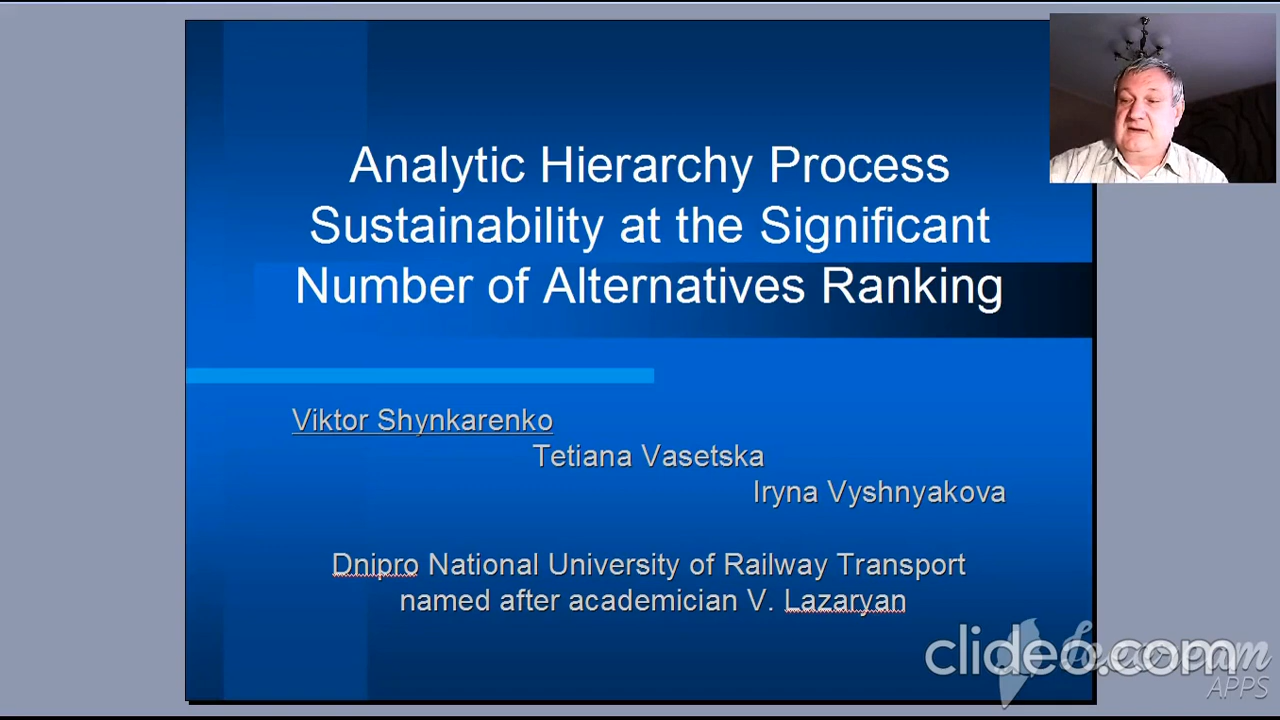 Analytic Hierarchy Process
Sustainability at the Significant
Number of Alternatives Ranking
Viktor Shynkarenko
Tetiana Vasetska
Iryna Vyshnyakova
Dnipro National University of Railway Transport
named after academician V. Lazaryan
clideo.com
Icecream
APPS